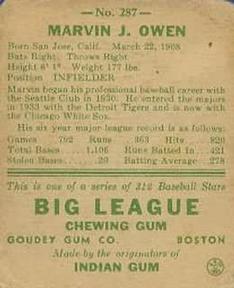 — No. 287—
MARVIN J. OWEN
Born San Jose, Calif. March 22, 1908
Bats Right. Throws Right.
Height 6' 1" Weight 177 lbs.
Position INFIELDER
Marvin began his professional baseball career with
the Seattle Club in 1930. He entered the majors
in 1933 with the Detroit Tigers and is now with
the Chicago White Sox.
His six year major league record is as follows:
Games 792 Runs 363 Hits 820
Total Bases 1,106 Runs Batted In 421
Stolen Bases Batting Average 278
This is one of a series of 312 Baseball Stars
BIG LEAGUE
CHEWING GUM
GOUDEY GUM CO. BOSTON
Made by the originators of
INDIAN GUM